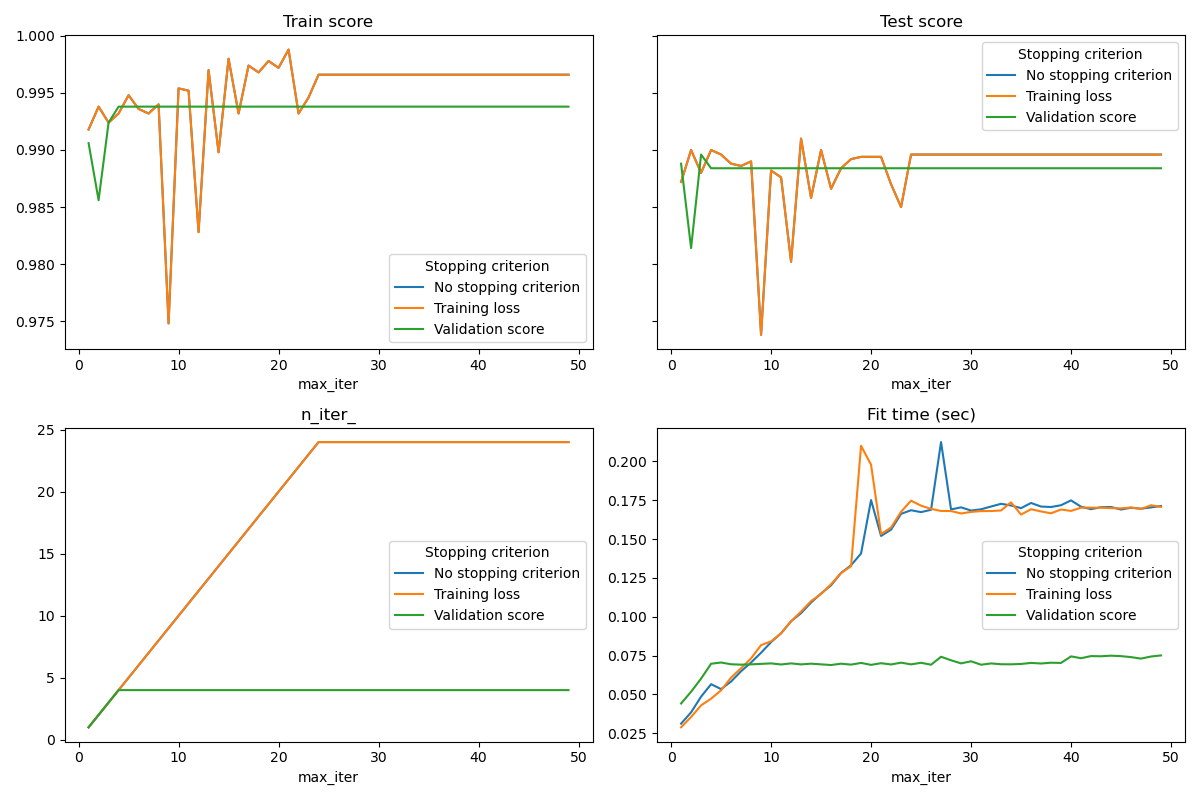 Train score
1.000
0.995
0.990
0.985
0.980
0.975
0
10
20
30
40
50
max_iter
Stopping criterion
No stopping criterion
Training loss
Validation score
Test score
0
10
20
30
40
50
max_iter
Stopping criterion
No stopping criterion
Training loss
Validation score
n_iter_
25
20
15
10
5
0
0
10
20
30
40
50
max_iter
Stopping criterion
No stopping criterion
Training loss
Validation score
Fit time (sec)
0.200
0.175
0.150
0.125
0.100
0.075
0.050
0.025
0
10
20
30
40
50
max_iter
Stopping criterion
No stopping criterion
Training loss
Validation score